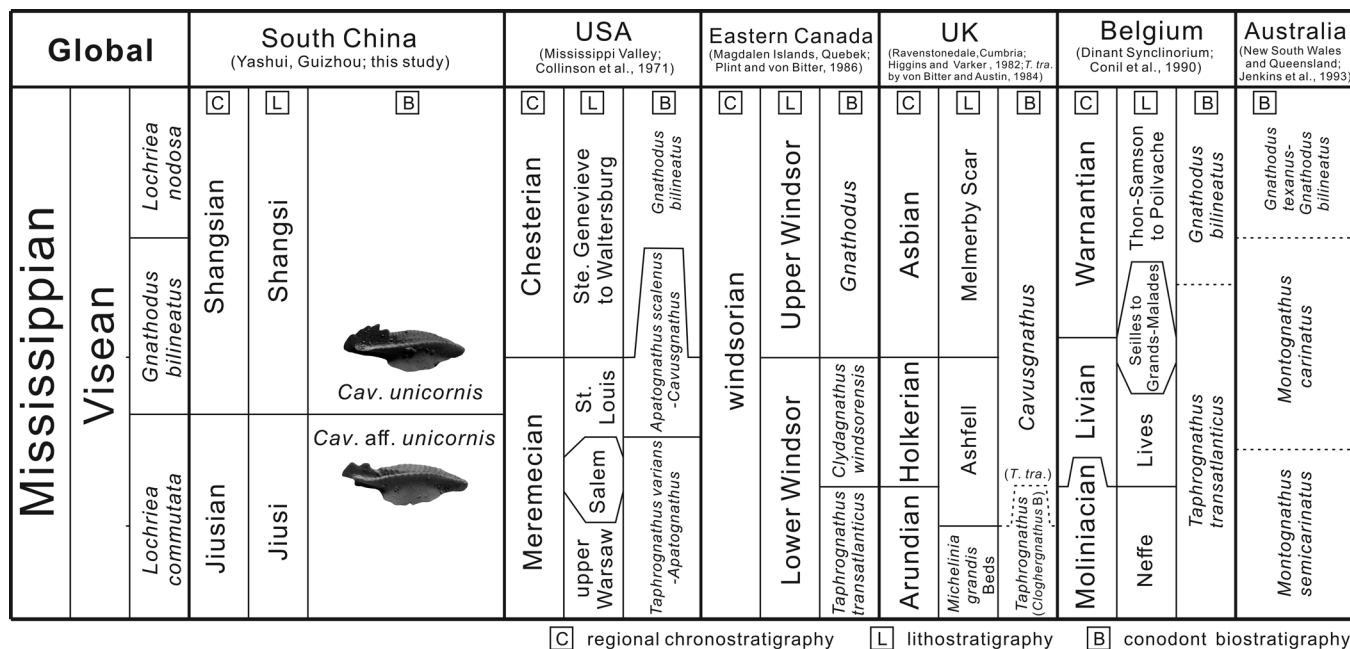 Global
South China
(Yashui, Guizhou; this study)
USA
(Mississippi Valley;
Collinson et al., 1971)
Eastern Canada
(Magdalen Islands, Quebek;
Plint and von Bitter, 1986)
UK
(Ravenstonedale,Cumbria;
Higgins and Varker, 1982;T. tra.
by von Bitter and Austin, 1984)
Belgium
(Dinant Synclinorium;
Conil et al., 1990)
Australia
(New South Wales
and Queensland;
Jenkins et al., 1993)
Mississippian
Visean
Lochriea
nodosa
Gnathodus
bilineatus
Lochriea
commutata
C
Shangsian
Jiusian
L
Shangsi
Jiusi
B
Cav. unicornis
Cav. aff. unicornis
C
Chesterian
Meremecian
L
Ste. Genevieve
to Waltersburg
St.
Louis
Salem
upper
Warsaw
B
Gnathodus
bilineatus
Apatognathus scalenus
-Cavusgnathus
Taphrognathus varians
-Apatognathus
C
windsorian
L
Upper Windsor
Lower Windsor
B
Gnathodus
Clydagnathus
windsorensis
Taphrognathus
transatlanticus
C
Asbian
Holkerian
Arundian
L
Melmerby Scar
Ashfell
Michelinia
grandis
Beds
B
Cavusgnathus
(T. tra.)
Taphrognathus
(Cloghergnathus B)
C
Warnantian
Livian
Moliniacian
L
Thon-Samson
to Poilvache
Seilles to
Grands-Malades
Lives
Neffe
B
Gnathodus
bilineatus
Taphrognathus
transatlanticus
B
Gnathodus
texanus-
Gnathodus
bilineatus
Montognathus
carinatus
Montognathus
semicarinatus
C regional chronostratigraphy
L lithostratigraphy
B conodont biostratigraphy